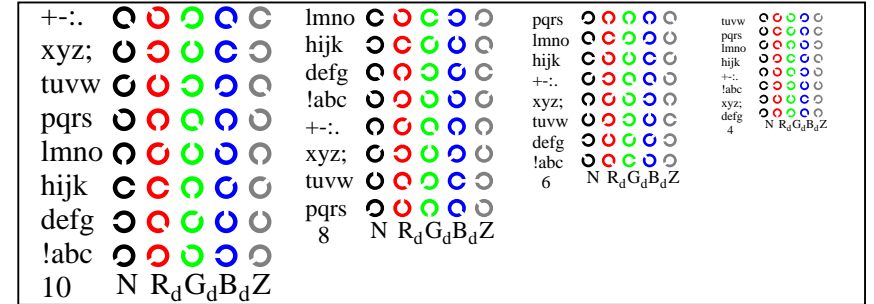 +-:.
xyz;
tuvw
pqrs
lmno
hijk
defg
!abc
10 N RdGdBdZ
lmno
hijk
defg
!abc
+-:.
xyz;
tuvw
pqrs
8 N RdGdBdZ
pqrs
lmno
hijk
+-:.
xyz;
tuvw
defg
!abc
6 N RdGdBdZ
tuvw
pqrs
lmno
hijk
+-:.
!abc
xyz;
defg
4 N RdGdBdZ